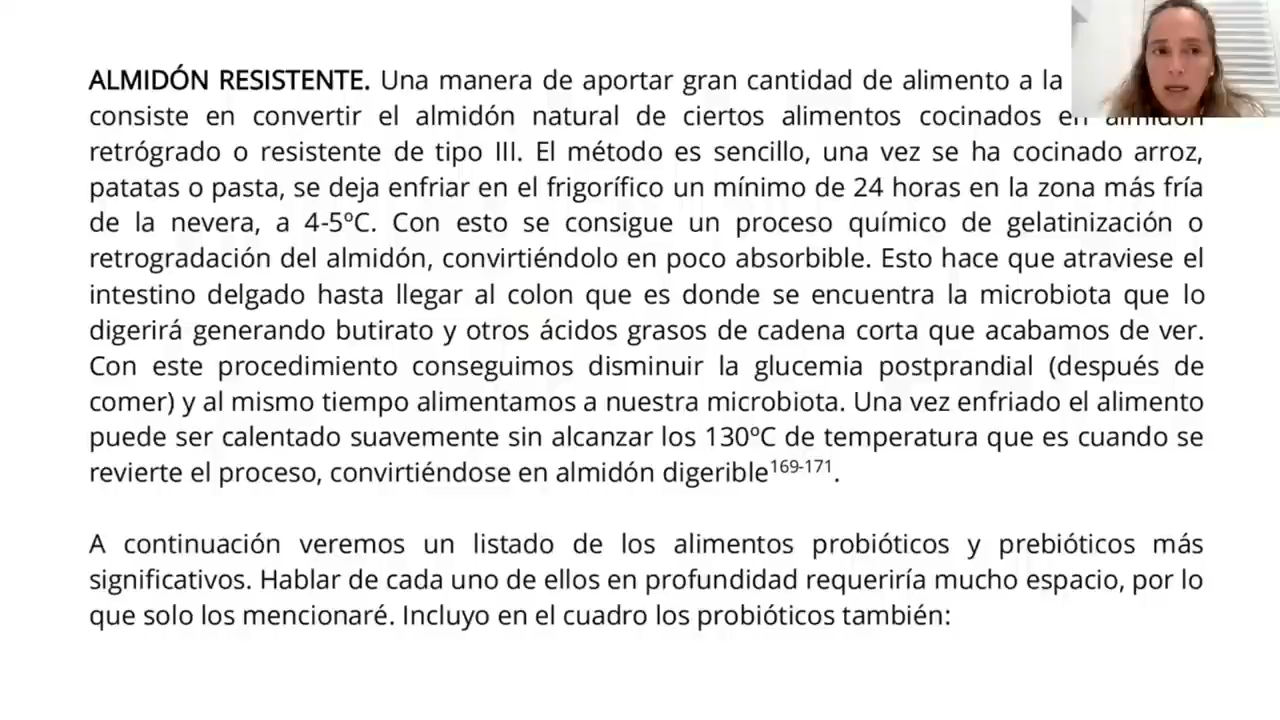 ALMIDÓN RESISTENTE. Una manera de aportar gran cantidad de alimento a la
consiste en convertir el almidón natural de ciertos alimentos cocinados en almidón
retrógrado o resistente de tipo III. El método es sencillo, una vez se ha cocinado arroz,
patatas o pasta, se deja enfriar en el frigorífico un mínimo de 24 horas en la zona más fría
de la nevera, a 4-5ºC. Con esto se consigue un proceso químico de gelatinización o
retrogradación del almidón, convirtiéndolo en poco absorbible. Esto hace que atraviese el
intestino delgado hasta llegar al colon que es donde se encuentra la microbiota que lo
digerirá generando butirato y otros ácidos grasos de cadena corta que acabamos de ver.
Con este procedimiento conseguimos disminuir la glucemia postprandial (después de
comer) y al mismo tiempo alimentamos a nuestra microbiota. Una vez enfriado el alimento
puede ser calentado suavemente sin alcanzar los 130ºC de temperatura que es cuando se
revierte el proceso, convirtiéndose en almidón digerible169-171.
A continuación veremos un listado de los alimentos probióticos y prebióticos más
significativos. Hablar de cada uno de ellos en profundidad requeriría mucho espacio, por lo
que solo los mencionaré. Incluyo en el cuadro los probióticos también: